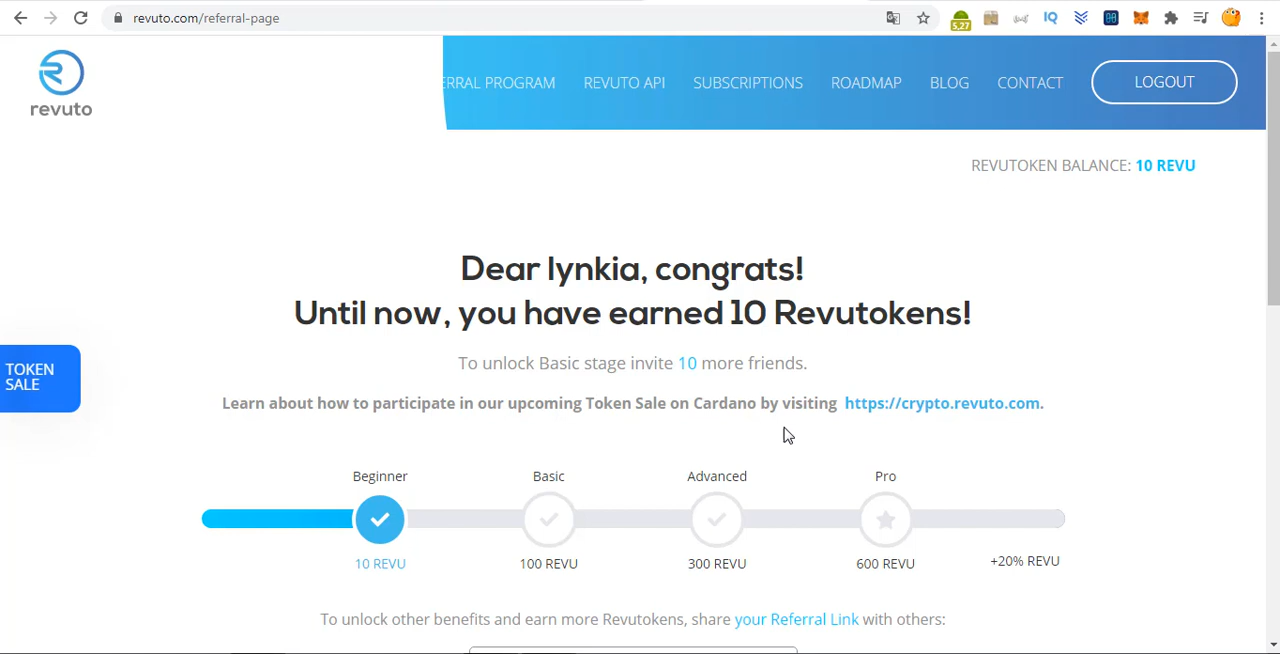 revuto.com/referral-page
5,27
IQ
revuto
ERRAL PROGRAM
REVUTO API
SUBSCRIPTIONS
ROADMAP
BLOG
CONTACT
LOGOUT
REVUTOKEN BALANCE: 10 REVU
Dear lynkia, congrats!
Until now, you have earned 10 Revutokens!
To unlock Basic stage invite 10 more friends.
TOKEN
SALE
Learn about how to participate in our upcoming Token Sale on Cardano by visiting https://crypto.revuto.com.
Beginner
Basic
Advanced
Pro
10 REVU
100 REVU
300 REVU
600 REVU
+20% REVU
To unlock other benefits and earn more Revutokens, share your Referral Link with others: